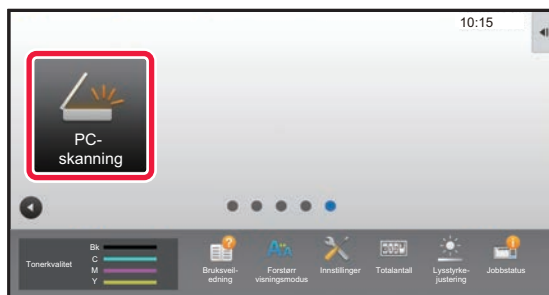 10:15
PC-
skanning
Tonerkvalitet
Bk
C
M
Y
Bruksveil-
edning
Forstørr
visningsmodus
Innstillinger
Totalantall
Lysstyrke-
justering
Jobbstatus